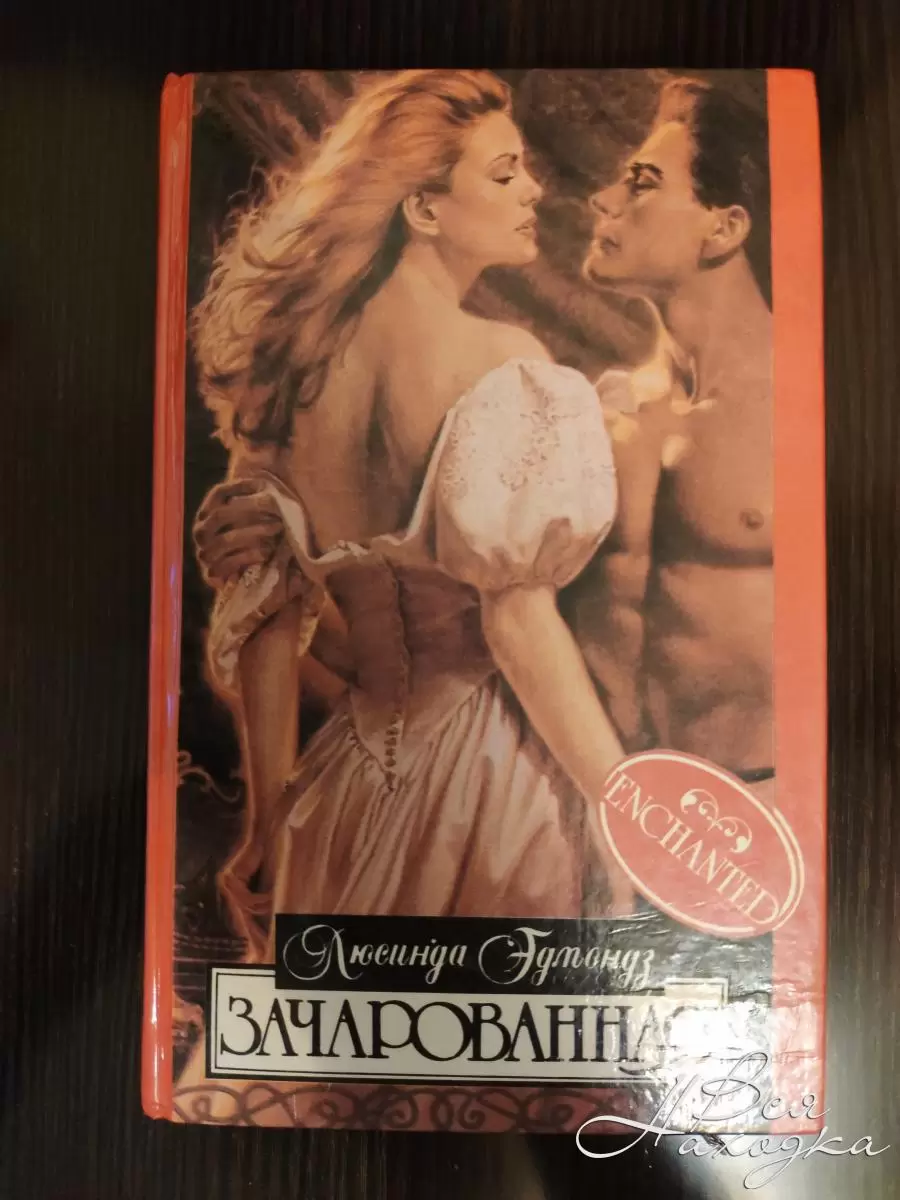 ENCHANTED
Люсинда Эдмондз
ЗАЧАРОВАННАЯ
Вся
Находка